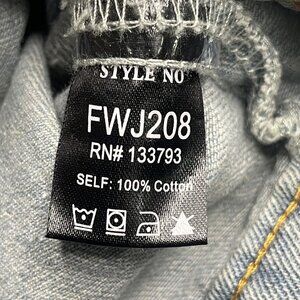 STYLE NO
FWJ208
RN# 133793
SELF: 100% Cotton